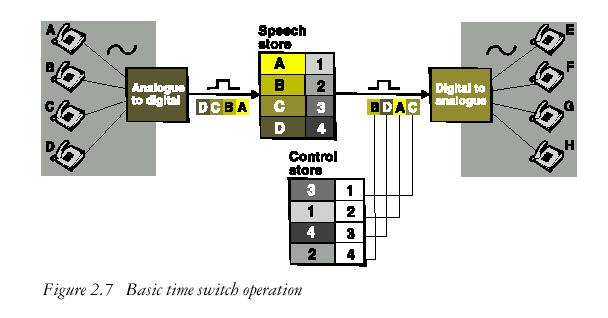 A
B
C
D
Analogue
to digital
D C B A
Speech
store
A 1
B 2
C 3
D 4
B D A C
Control
store
3 1
1 2
4 3
2 4
Digital to
analogue
E
F
G
H
Figure 2.7 Basic time switch operation